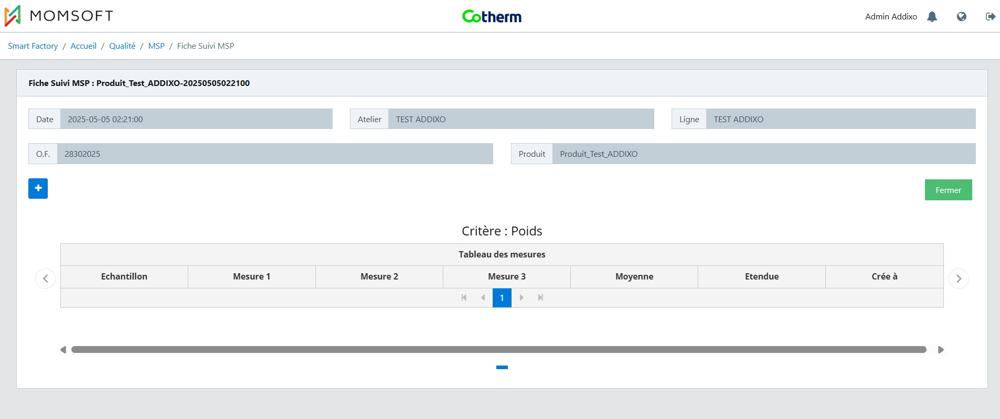 MOMSOFT
Cotherm
Admin Addixo
Smart Factory / Accueil / Qualité / MSP / Fiche Suivi MSP
Fiche Suivi MSP : Produit_Test_ADDIXO-20250505022100
Date 2025-05-05 02:21:00
Atelier TEST ADDIXO
Ligne TEST ADDIXO
O.F. 28302025
Produit Produit_Test_ADDIXO
+
Fermer
Critère : Poids
Tableau des mesures
Echantillon Mesure 1 Mesure 2 Mesure 3 Moyenne Etendue Crée à
1